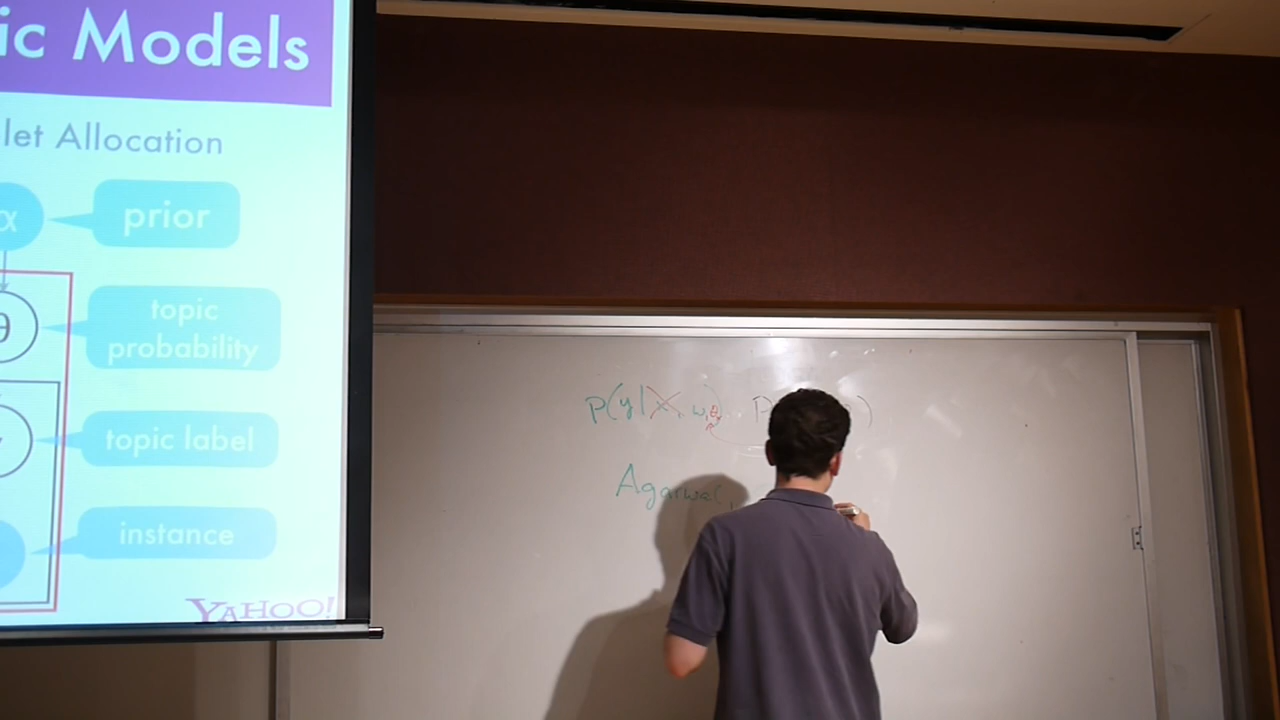 ic Models
let Allocation
α
prior
θ
topic
probability
topic label
instance
YAHOO!
P(y|x, w, θ)
Agarwal,